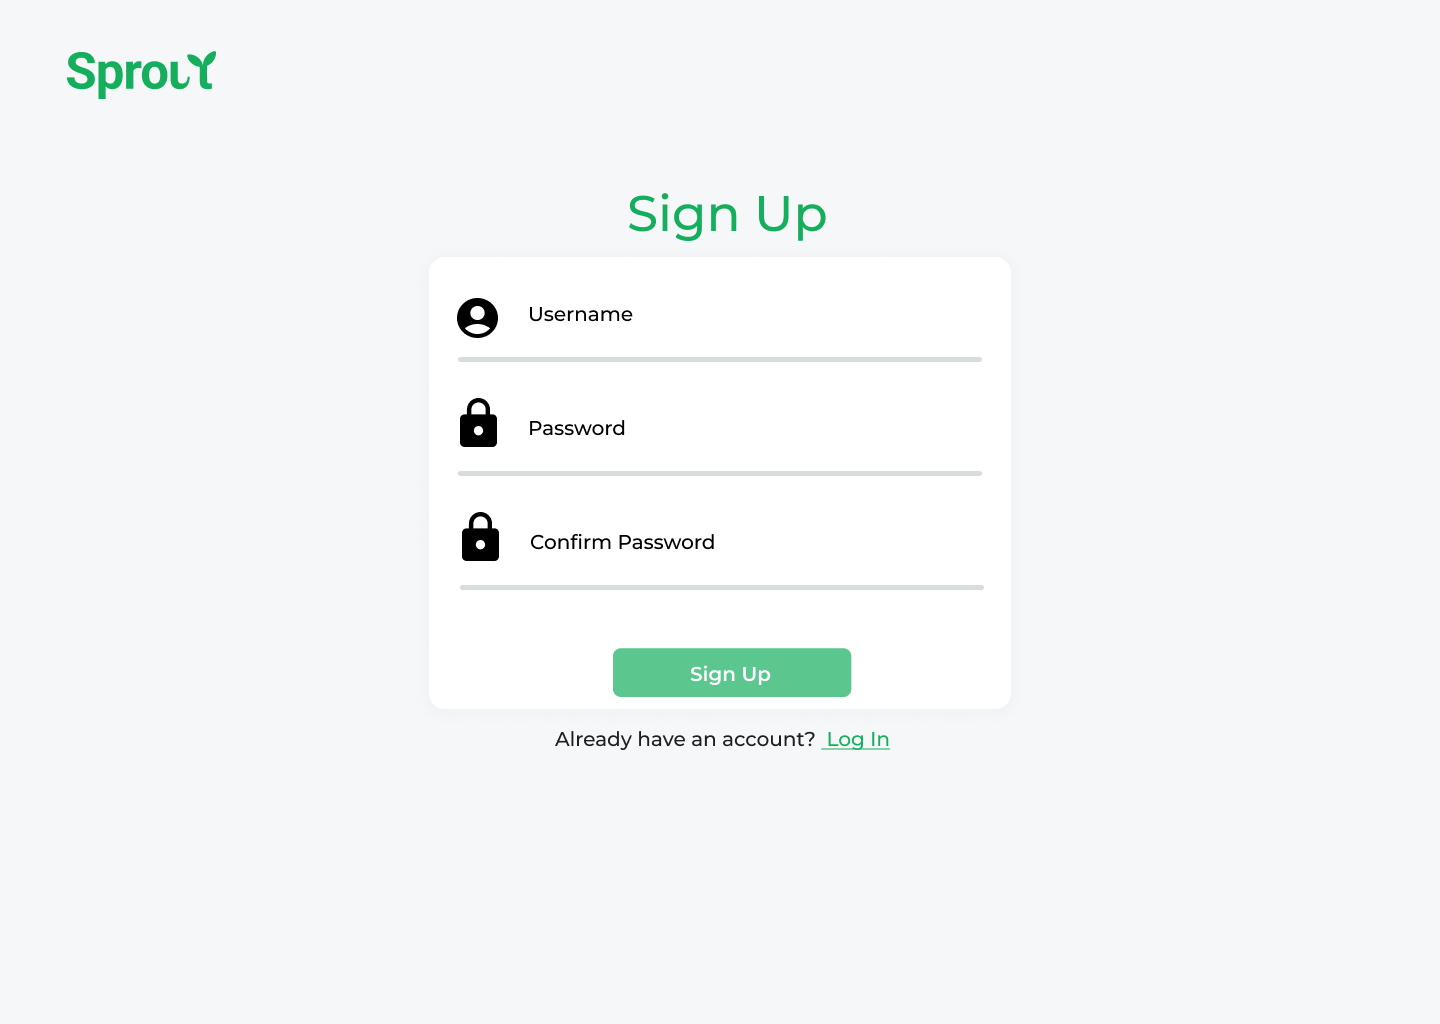 Sprout
Sign Up
Username
Password
Confirm Password
Sign Up
Already have an account? Log In